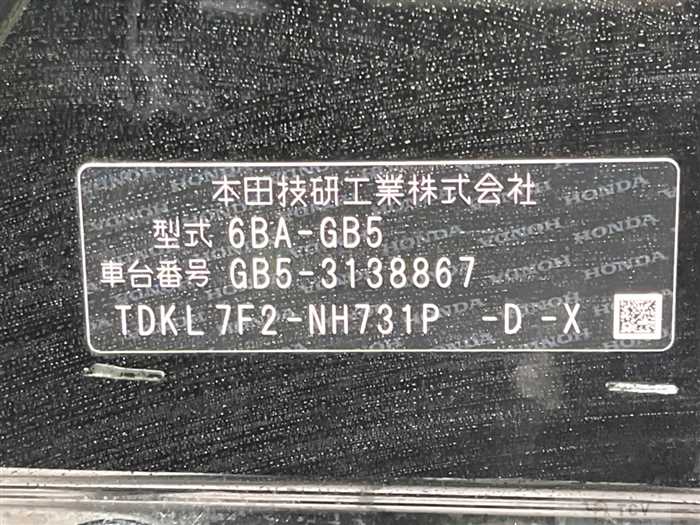 本田技研工業株式会社
型式 6BA-GB5
車台番号 GB5-3138867
TDKL7F2-NH731P -D -X